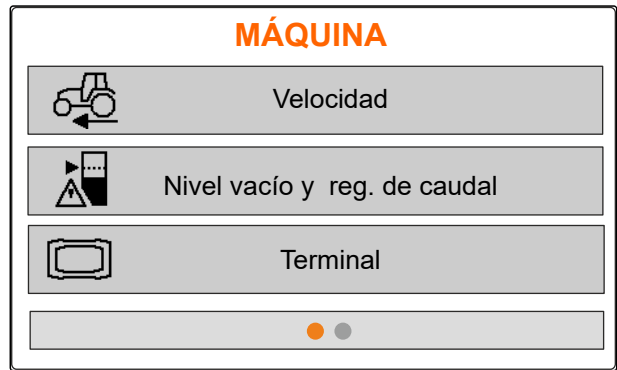 MÁQUINA
Velocidad
Nivel vacío y reg. de caudal
Terminal